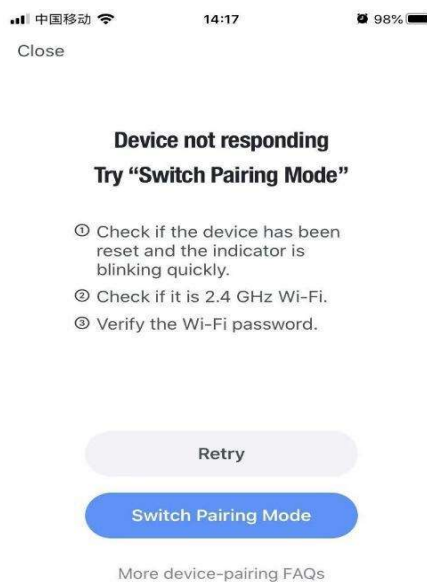 中国移动 14:17 98%
Close
Device not responding
Try “Switch Pairing Mode”
① Check if the device has been
reset and the indicator is
blinking quickly.
② Check if it is 2.4 GHz Wi-Fi.
③ Verify the Wi-Fi password.
Retry
Switch Pairing Mode
More device-pairing FAQs